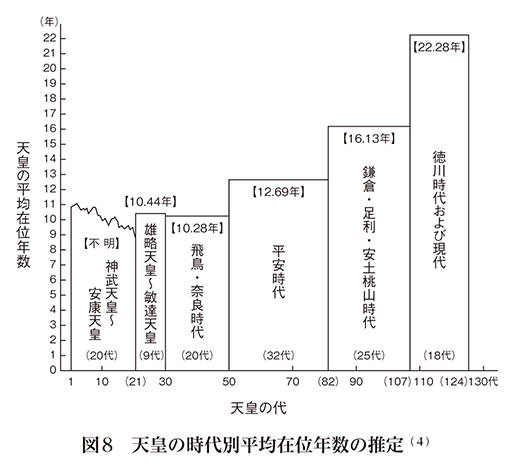 (年)
22
21
20
19
18
17
16
15
14
13
12
11
10
9
8
7
6
5
4
3
2
1
0
天皇の平均在位年数
【不 明】
神武天皇〜
安康天皇
(20代)
【10.44年】
雄略天皇〜敏達天皇
(9代)
【10.28年】
飛鳥・奈良時代
(20代)
【12.69年】
平安時代
(32代)
【16.13年】
鎌倉・足利・安土桃山時代
(25代)
【22.28年】
徳川時代および現代
(18代)
1 10 (21) 30 50 70 (82) 90 (107) 110 (124) 130代
天皇の代
図8 天皇の時代別平均在位年数の推定(4)